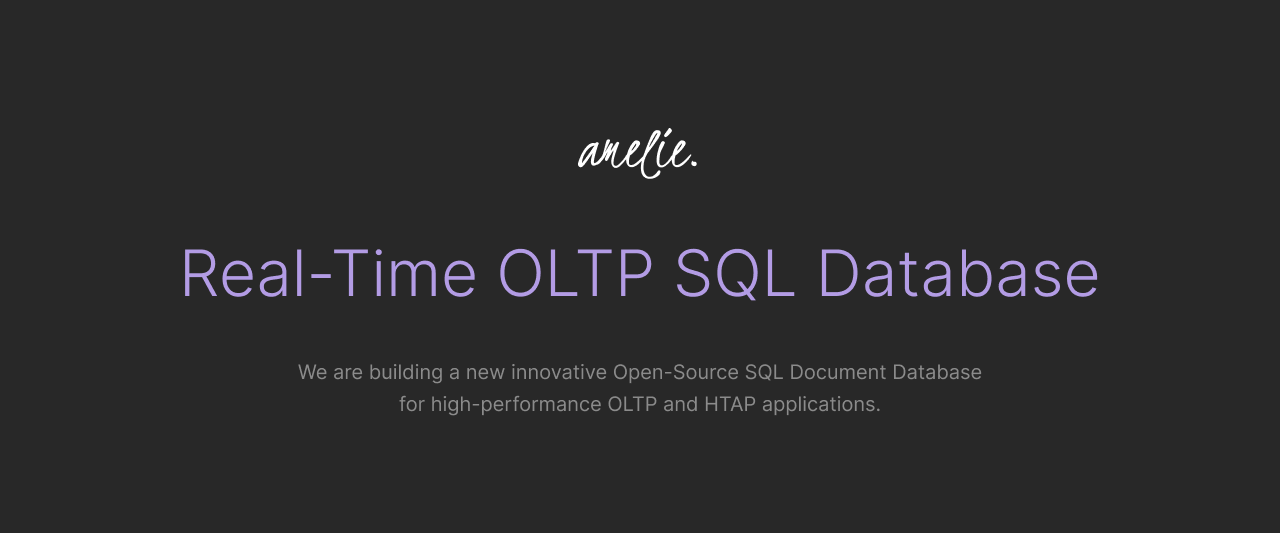 amelie.
Real-Time OLTP SQL Database
We are building a new innovative Open-Source SQL Document Database
for high-performance OLTP and HTAP applications.